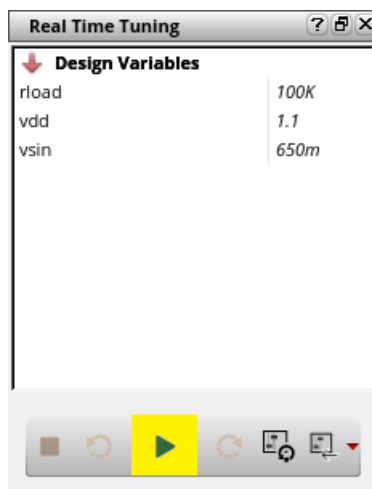 Real Time Tuning ?
Design Variables
rload 100K
vdd 1.1
vsin 650m